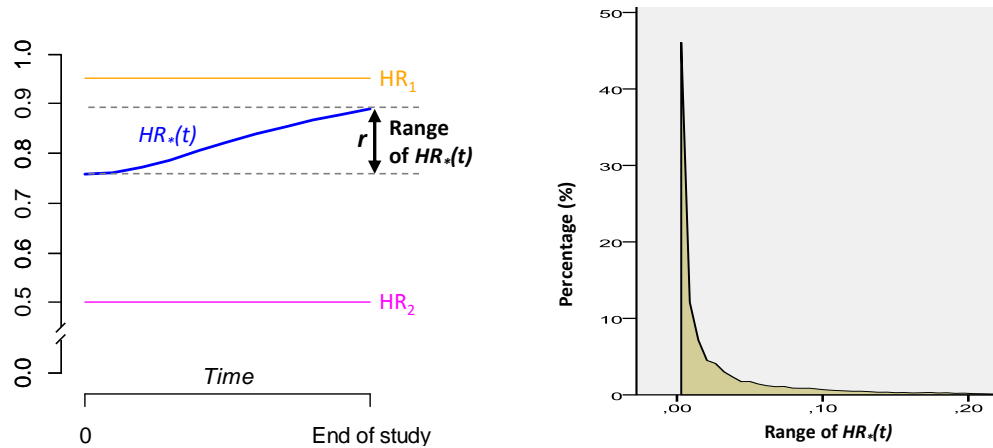 1.0
0.9
0.8
0.7
0.6
0.5
0.0
HR1
HR*(t)
r
Range
of HR*(t)
HR2
Time
0
End of study
50
40
30
20
10
0
Percentage (%)
,00
,10
,20
Range of HR*(t)